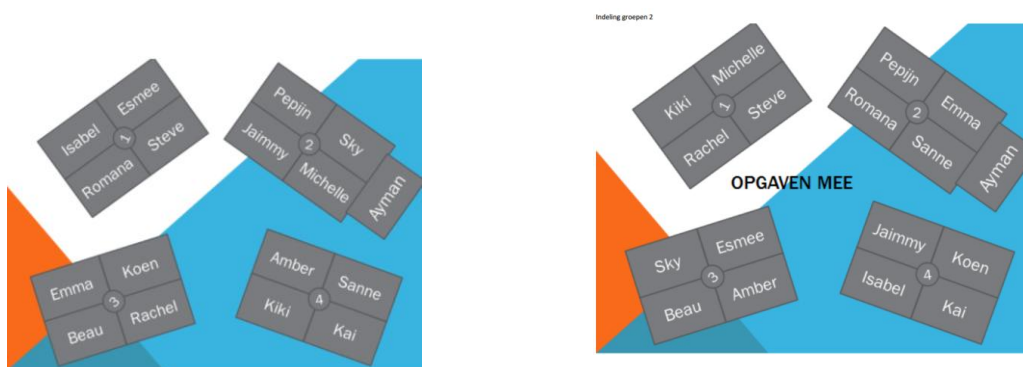 Isabel
Esmee
1
Romana
Steve
Pepijn
Sky
2
Jaimmy
Michelle
Ayman
Emma
Koen
3
Beau
Rachel
Amber
Sanne
4
Kiki
Kai
Indeling groepen 2
Kiki
Michelle
1
Rachel
Steve
Pepijn
Emma
2
Romana
Sanne
Ayman
OPGAVEN MEE
Sky
Esmee
3
Beau
Amber
Jaimmy
Koen
4
Isabel
Kai